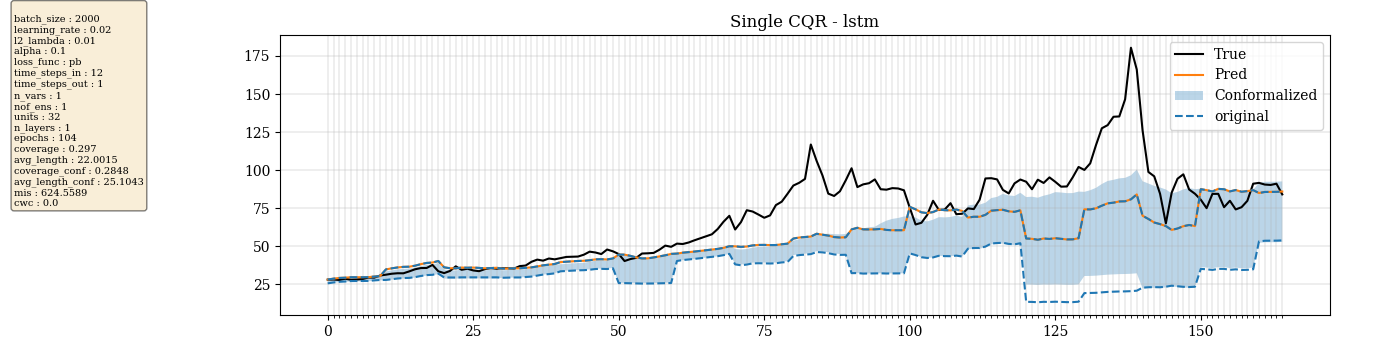 batch_size : 2000
learning_rate : 0.02
l2_lambda : 0.01
alpha : 0.1
loss_func : pb
time_steps_in : 12
time_steps_out : 1
n_vars : 1
nof_ens : 1
units : 32
n_layers : 1
epochs : 104
coverage : 0.297
avg_length : 22.0015
coverage_conf : 0.2848
avg_length_conf : 25.1043
mis : 624.5589
cwc : 0.0
Single CQR - lstm
175
150
125
100
75
50
25
0 25 50 75 100 125 150
True
Pred
Conformalized
original